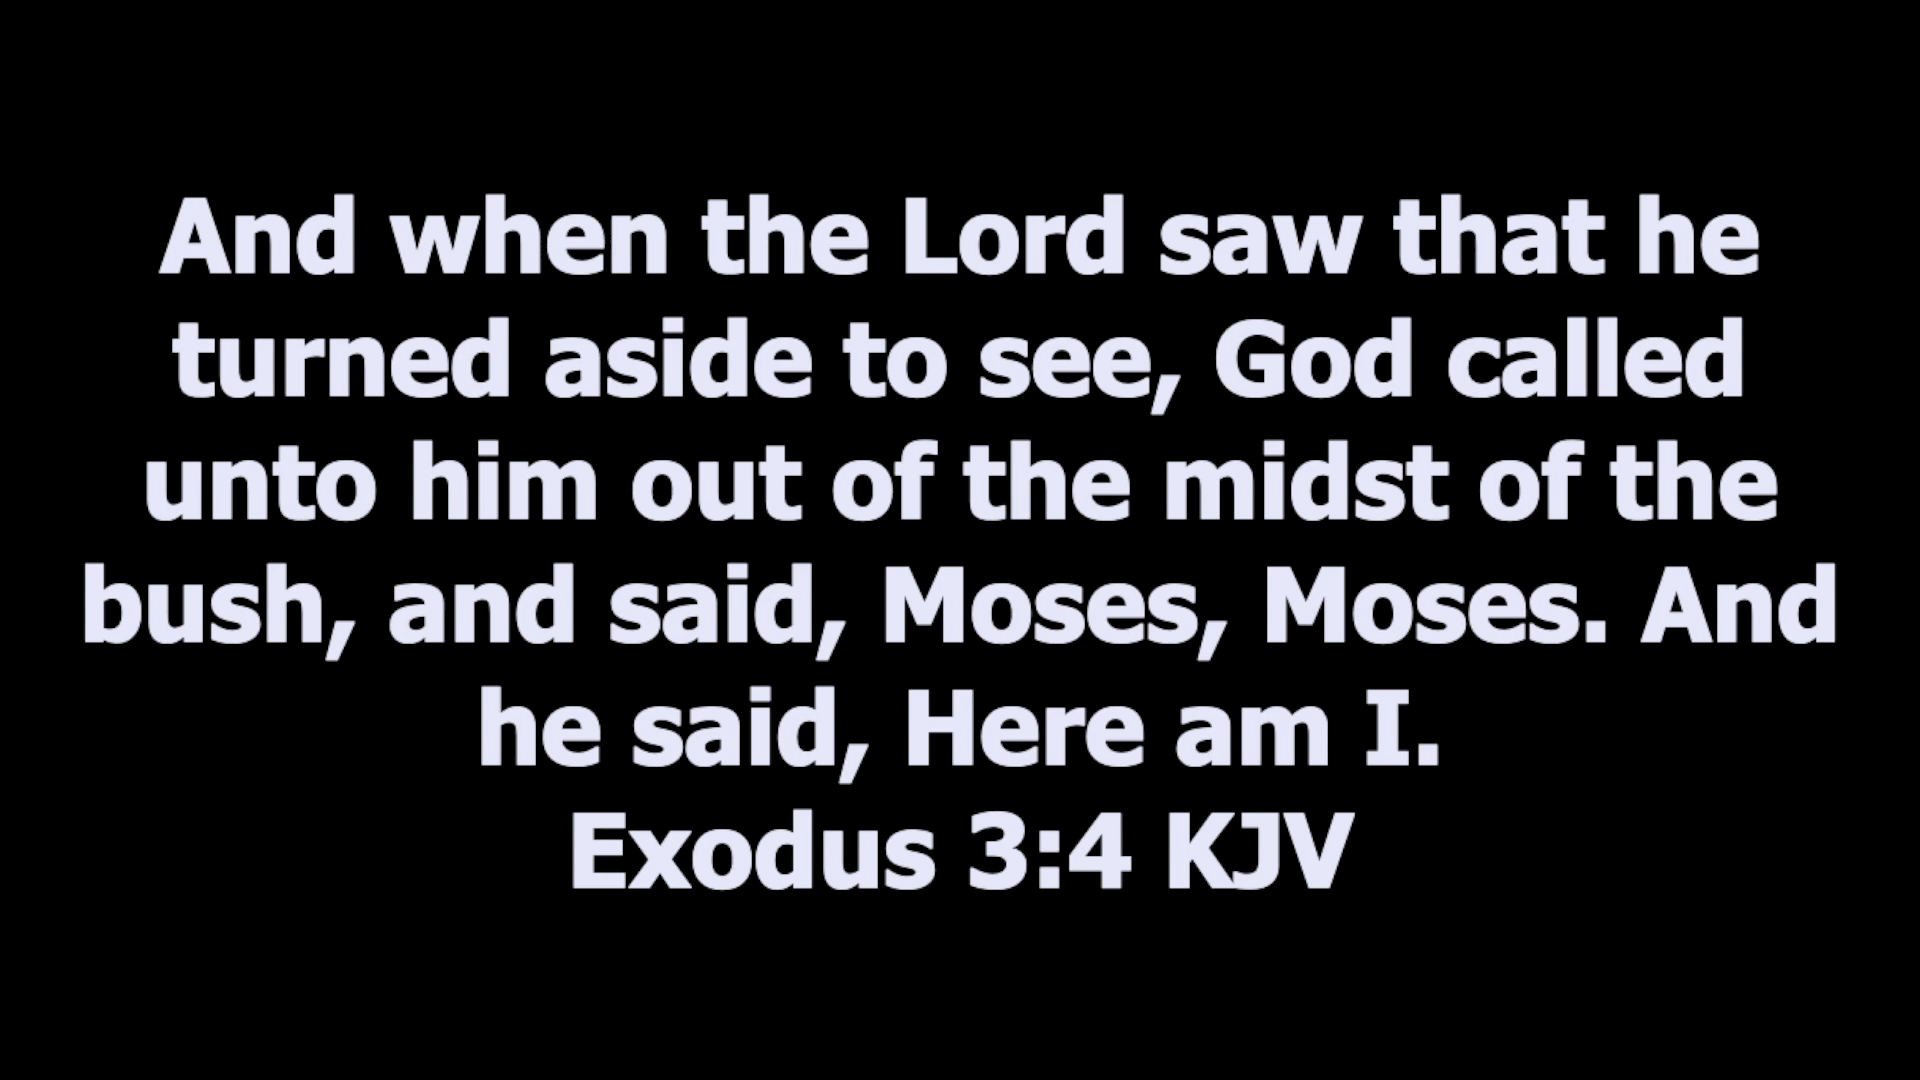 And when the Lord saw that he
turned aside to see, God called
unto him out of the midst of the
bush, and said, Moses, Moses. And
he said, Here am I.
Exodus 3:4 KJV